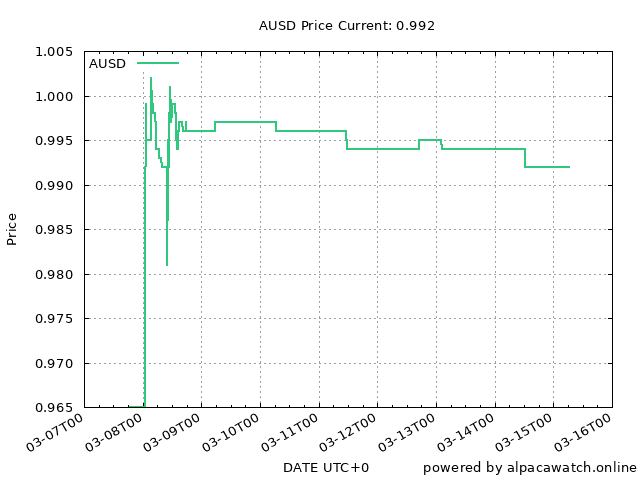 AUSD Price Current: 0.992
AUSD
1.005
1.000
0.995
0.990
0.985
0.980
0.975
0.970
0.965
Price
03-07T00
03-08T00
03-09T00
03-10T00
03-11T00
03-12T00
03-13T00
03-14T00
03-15T00
03-16T00
DATE UTC+0
powered by alpacawatch.online